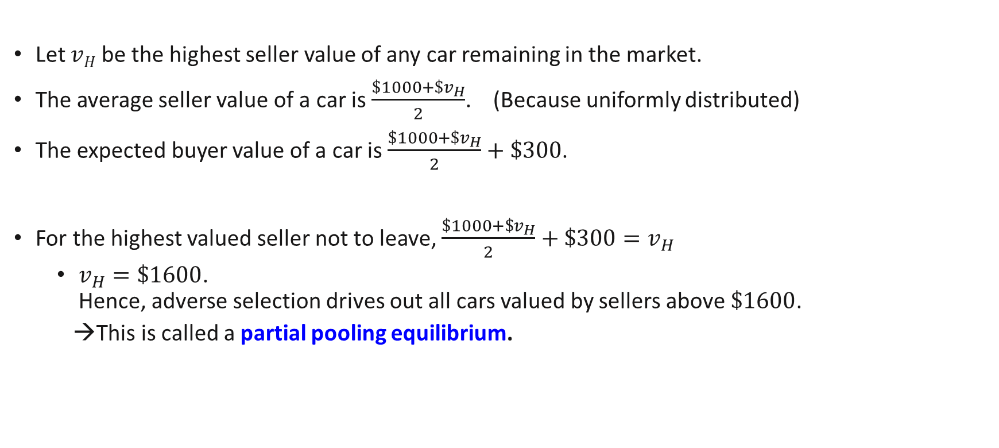 • Let v_H be the highest seller value of any car remaining in the market.
• The average seller value of a car is ($1000+$v_H)/2. (Because uniformly distributed)
• The expected buyer value of a car is ($1000+$v_H)/2 + $300.
• For the highest valued seller not to leave, ($1000+$v_H)/2 + $300 = v_H
• v_H = $1600.
Hence, adverse selection drives out all cars valued by sellers above $1600.
→This is called a partial pooling equilibrium.